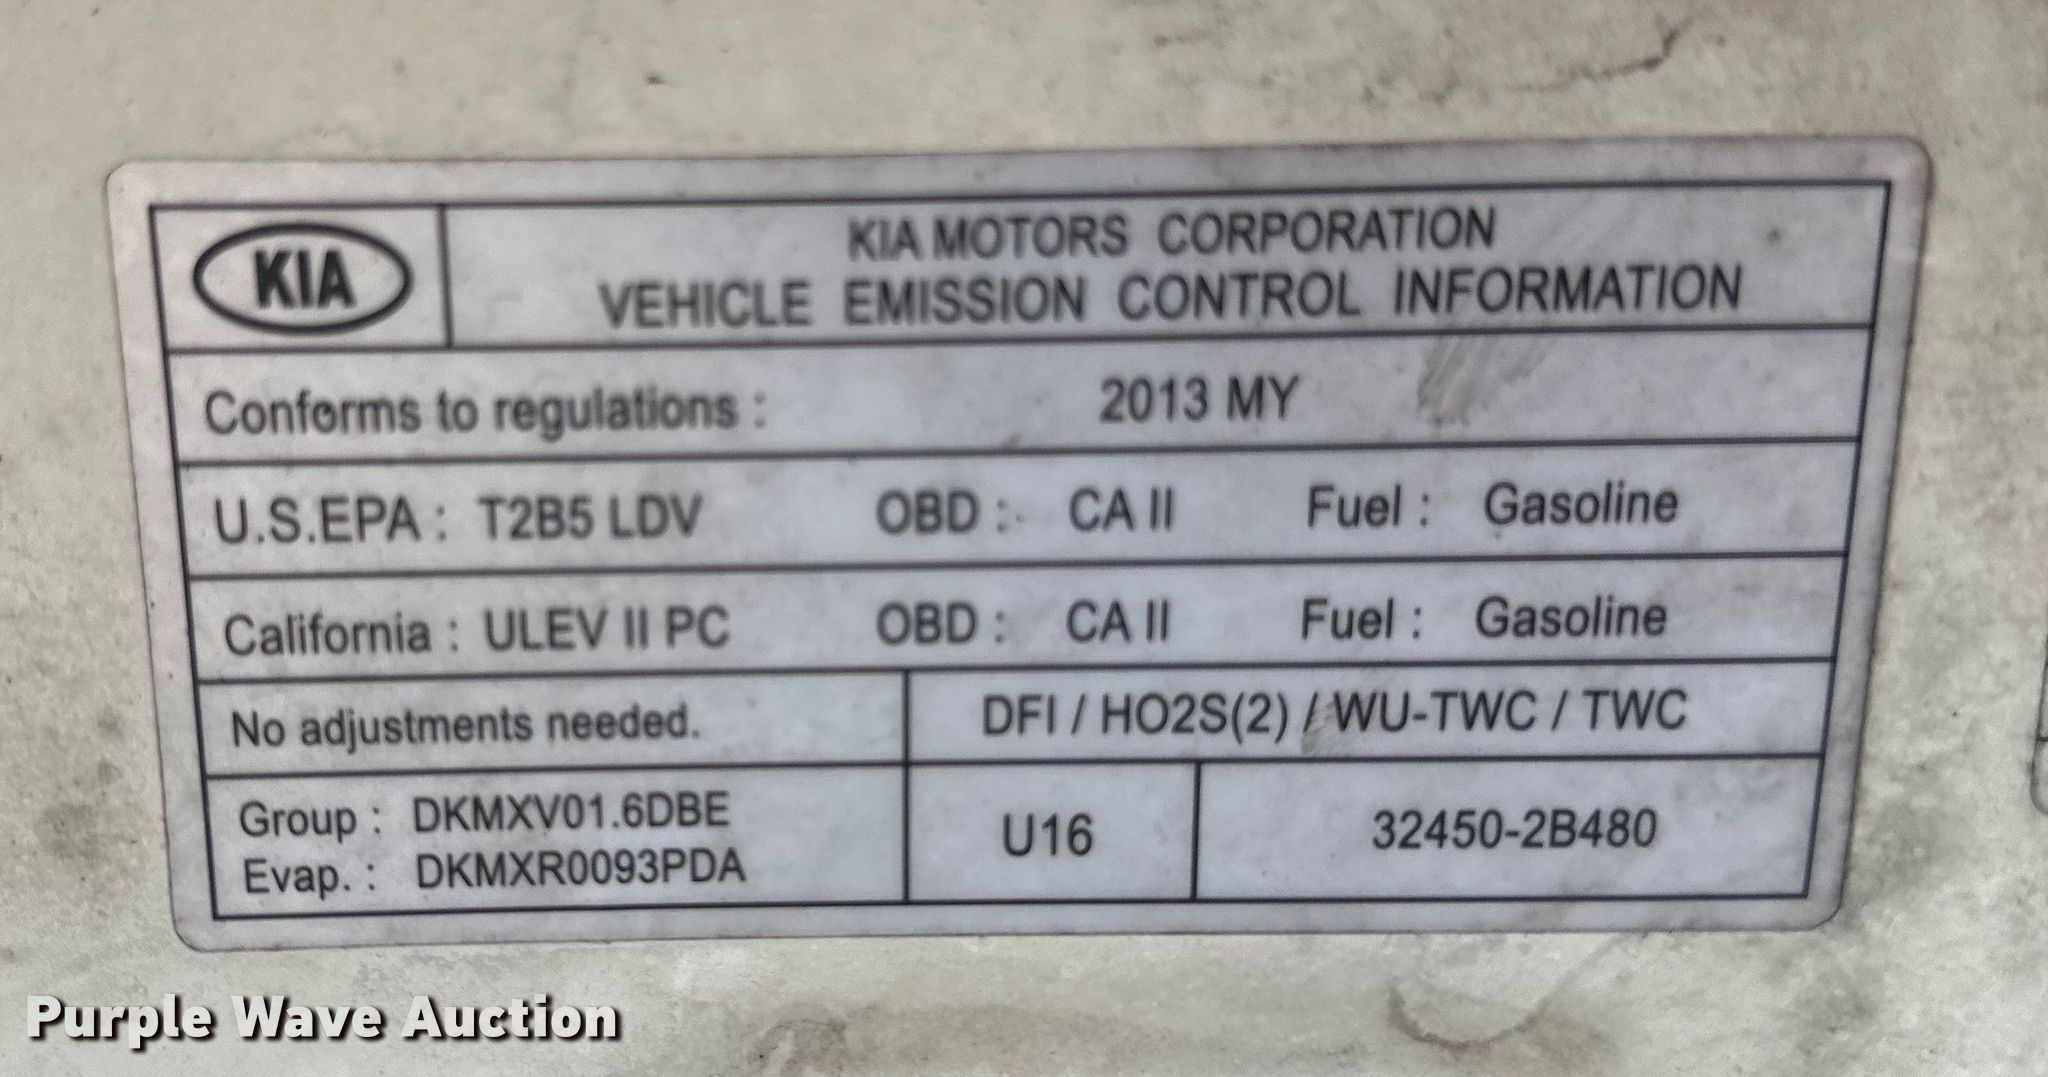 KIA
KIA MOTORS CORPORATION
VEHICLE EMISSION CONTROL INFORMATION
Conforms to regulations : 2013 MY
U.S.EPA : T2B5 LDV OBD : CA II Fuel : Gasoline
California : ULEV II PC OBD : CA II Fuel : Gasoline
No adjustments needed. DFI / HO2S(2) / WU-TWC / TWC
Group : DKMXV01.6DBE
Evap. : DKMXR0093PDA
U16
32450-2B480
Purple Wave Auction